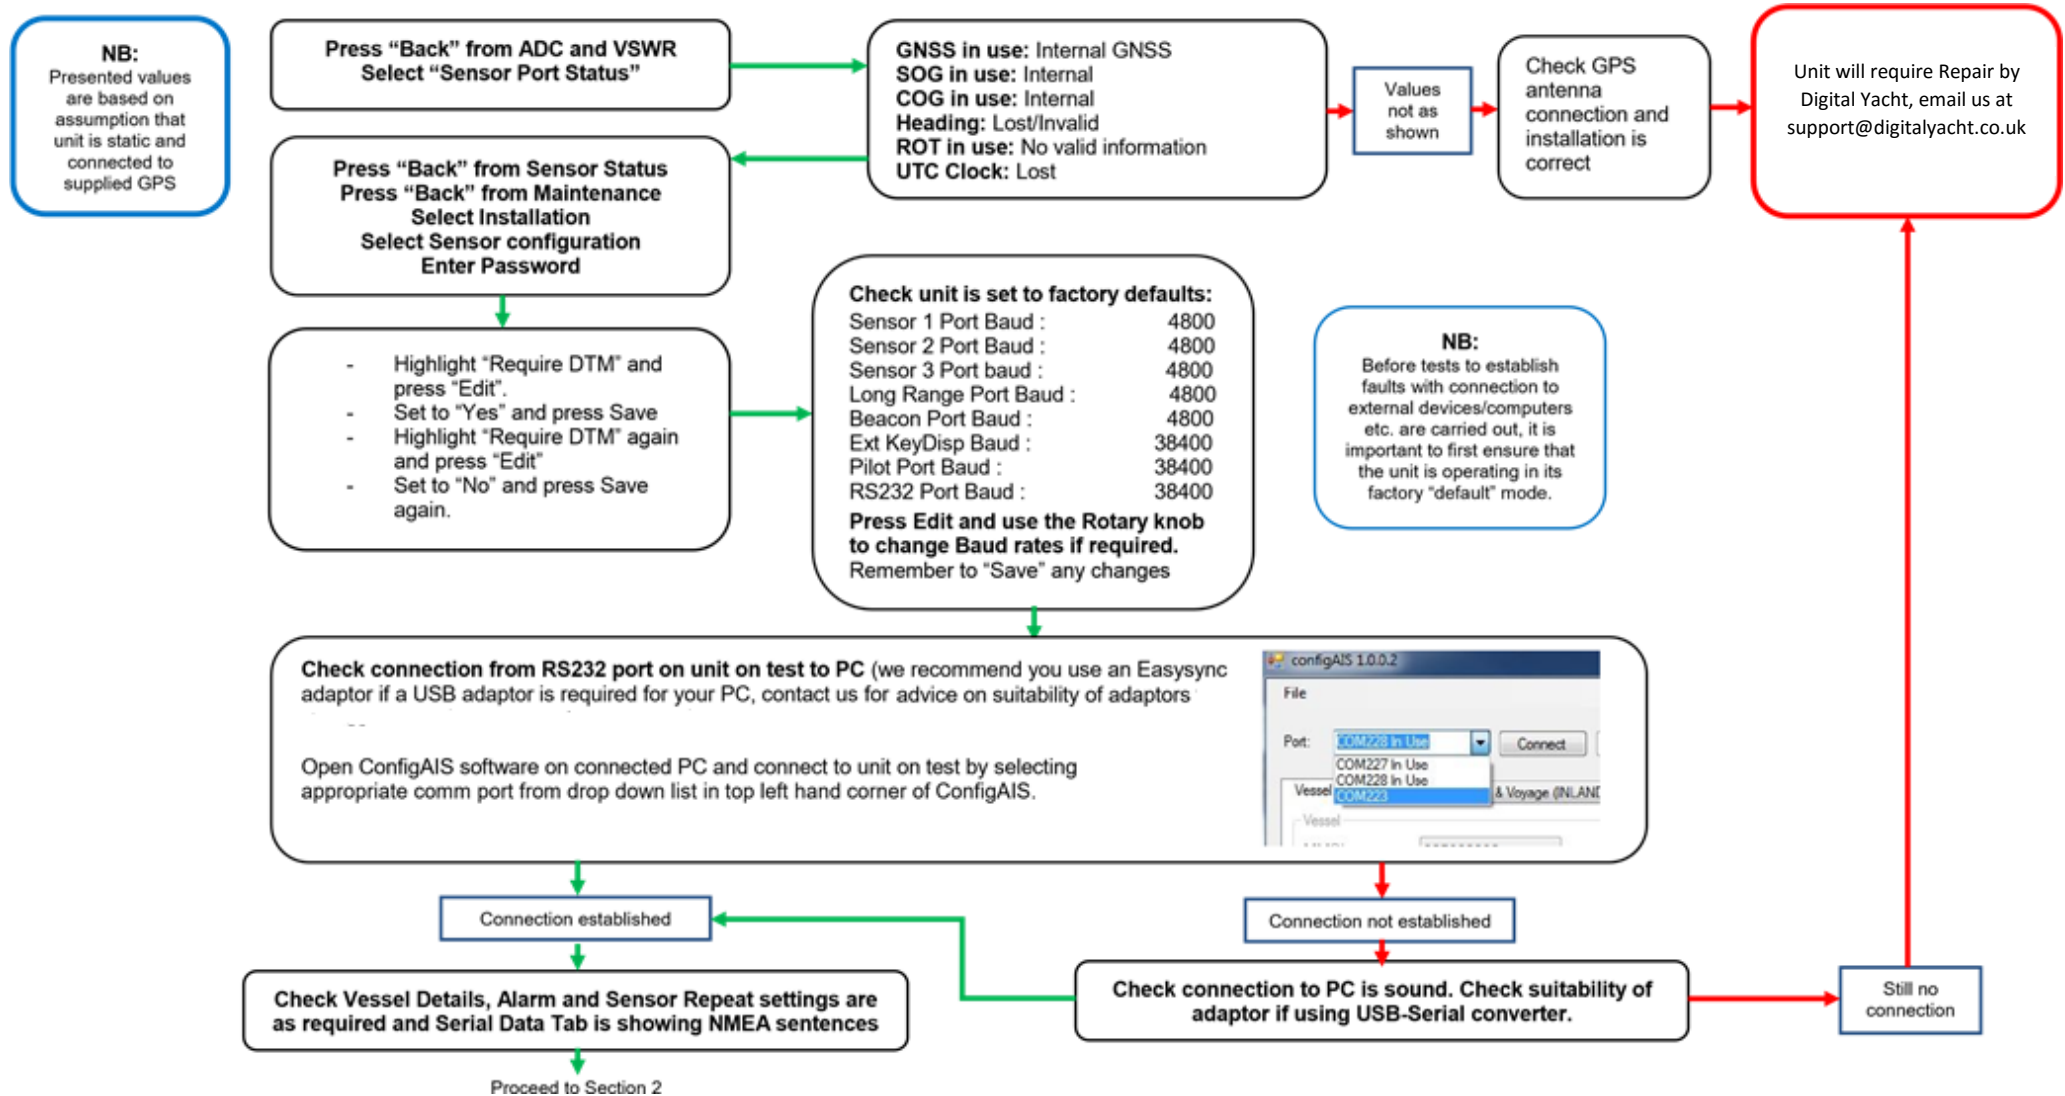 NB:
Presented values
are based on
assumption that
unit is static and
connected to
supplied GPS
Press “Back” from ADC and VSWR
Select “Sensor Port Status”
GNSS in use: Internal GNSS
SOG in use: Internal
COG in use: Internal
Heading: Lost/Invalid
ROT in use: No valid information
UTC Clock: Lost
Values
not as
shown
Check GPS
antenna
connection and
installation is
correct
Unit will require Repair by
Digital Yacht, email us at
support@digitalyacht.co.uk
Press “Back” from Sensor Status
Press “Back” from Maintenance
Select Installation
Select Sensor configuration
Enter Password
- Highlight “Require DTM” and
press “Edit”.
- Set to “Yes” and press Save
- Highlight “Require DTM” again
and press “Edit”
- Set to “No” and press Save
again.
Check unit is set to factory defaults:
Sensor 1 Port Baud : 4800
Sensor 2 Port Baud : 4800
Sensor 3 Port baud : 4800
Long Range Port Baud : 4800
Beacon Port Baud : 4800
Ext KeyDisp Baud : 38400
Pilot Port Baud : 38400
RS232 Port Baud : 38400
Press Edit and use the Rotary knob
to change Baud rates if required.
Remember to “Save” any changes
NB:
Before tests to establish
faults with connection to
external devices/computers
etc. are carried out, it is
important to first ensure that
the unit is operating in its
factory “default” mode.
Check connection from RS232 port on unit on test to PC (we recommend you use an Easysync
adaptor if a USB adaptor is required for your PC, contact us for advice on suitability of adaptors
Open ConfigAIS software on connected PC and connect to unit on test by selecting
appropriate comm port from drop down list in top left hand corner of ConfigAIS.
configAIS 1.0.0.2
File
Port: COM228 In Use Connect
COM227 In Use
COM228 In Use
COM223
Vessel & Voyage (INLAND
Vessel
Connection established
Connection not established
Check Vessel Details, Alarm and Sensor Repeat settings are
as required and Serial Data Tab is showing NMEA sentences
Check connection to PC is sound. Check suitability of
adaptor if using USB-Serial converter.
Still no
connection
Proceed to Section 2